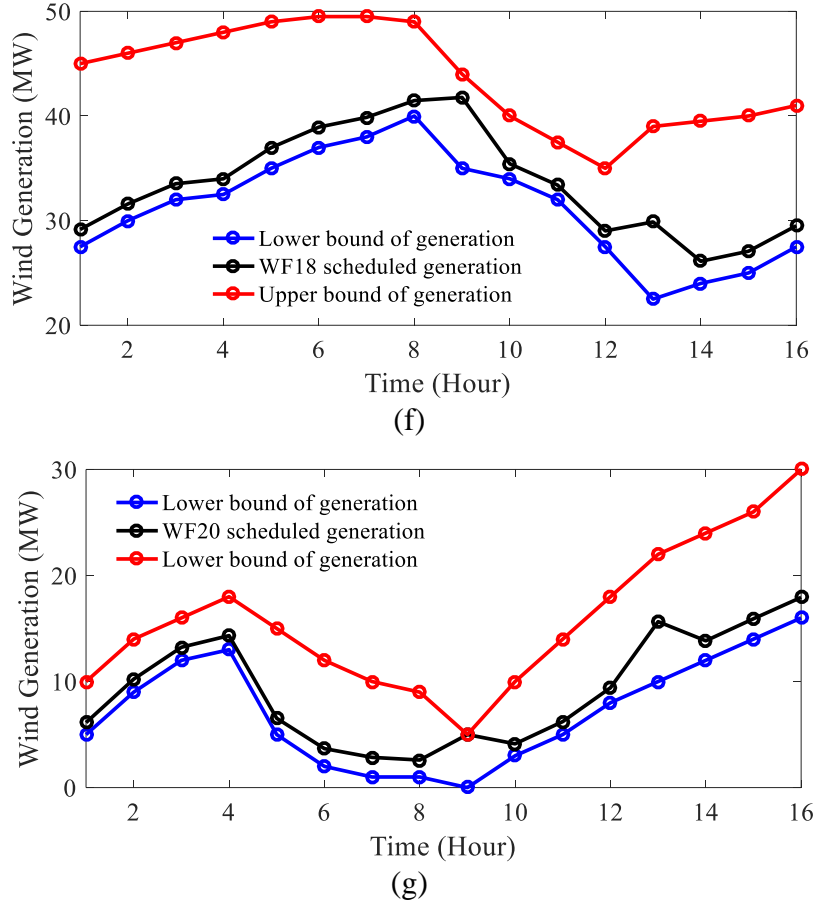 50
40
30
20
Wind Generation (MW)
Lower bound of generation
WF18 scheduled generation
Upper bound of generation
2 4 6 8 10 12 14 16
Time (Hour)
(f)
30
20
10
0
Wind Generation (MW)
Lower bound of generation
WF20 scheduled generation
Lower bound of generation
2 4 6 8 10 12 14 16
Time (Hour)
(g)